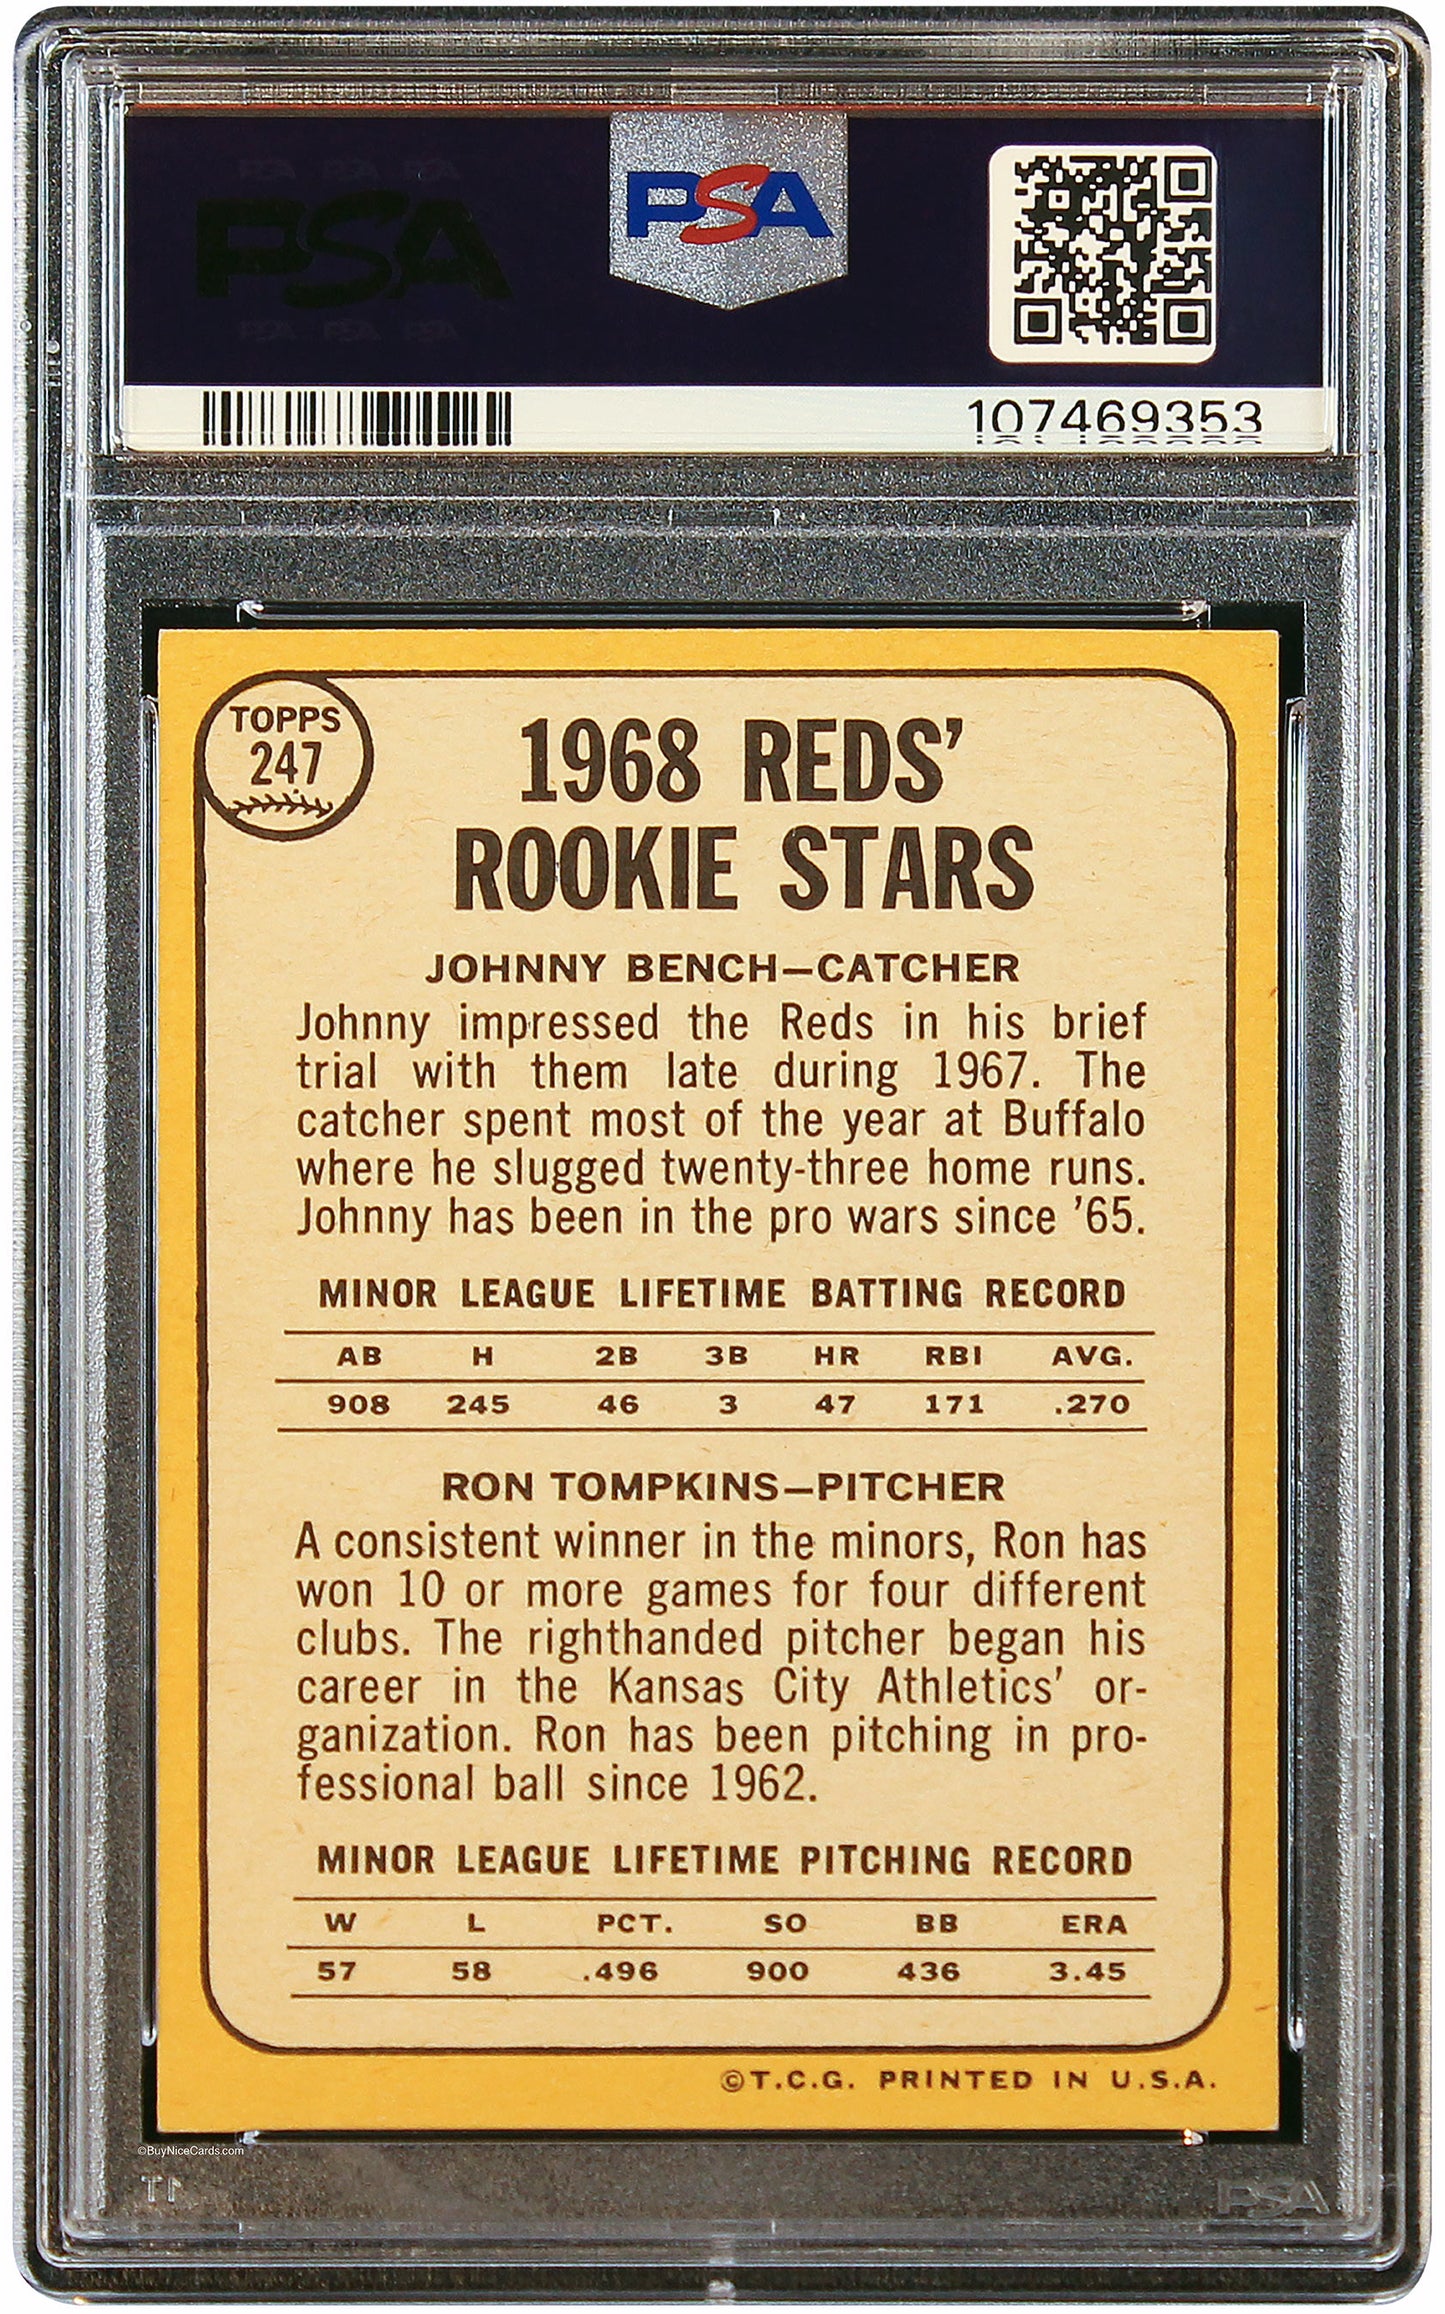 PSA PSA PSA
PSA
PSA PSA PSA
PSA
107469353
TOPPS
247
1968 REDS'
ROOKIE STARS
JOHNNY BENCH—CATCHER
Johnny impressed the Reds in his brief
trial with them late during 1967. The
catcher spent most of the year at Buffalo
where he slugged twenty-three home runs.
Johnny has been in the pro wars since '65.
MINOR LEAGUE LIFETIME BATTING RECORD
AB H 2B 3B HR RBI AVG.
908 245 46 3 47 171 .270
RON TOMPKINS—PITCHER
A consistent winner in the minors, Ron has
won 10 or more games for four different
clubs. The righthanded pitcher began his
career in the Kansas City Athletics' or-
ganization. Ron has been pitching in pro-
fessional ball since 1962.
MINOR LEAGUE LIFETIME PITCHING RECORD
W L PCT. SO BB ERA
57 58 .496 900 436 3.45
©T.C.G. PRINTED IN U.S.A.
©BuyNiceCards.com
PSA